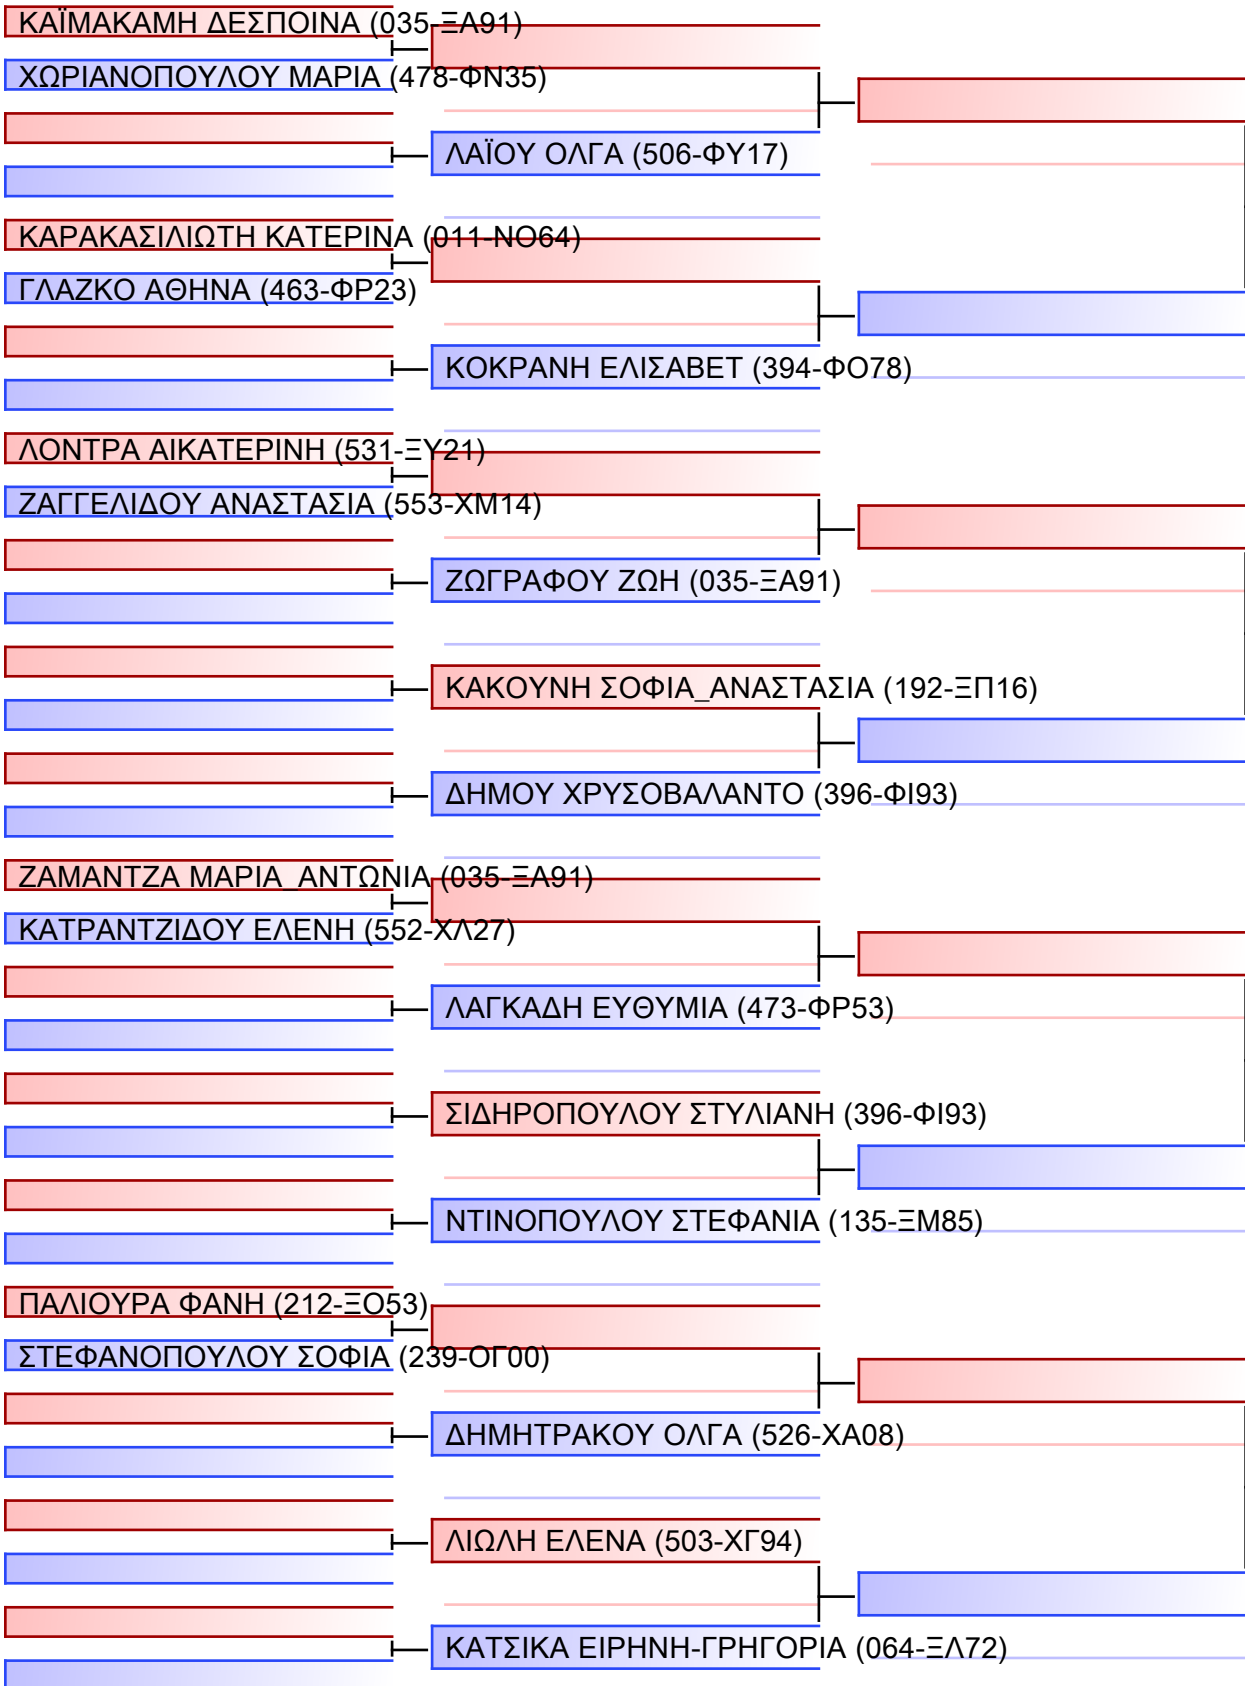 ΚΑΪΜΑΚΑΜΗ ΔΕΣΠΟΙΝΑ (035-ΞΑ91)
ΧΩΡΙΑΝΟΠΟΥΛΟΥ ΜΑΡΙΑ (478-ΦΝ35)
ΛΑΪΟΥ ΟΛΓΑ (506-ΦΥ17)
ΚΑΡΑΚΑΣΙΛΙΩΤΗ ΚΑΤΕΡΙΝΑ (011-ΝΟ64)
ΓΛΑΖΚΟ ΑΘΗΝΑ (463-ΦΡ23)
ΚΟΚΡΑΝΗ ΕΛΙΣΑΒΕΤ (394-ΦΟ78)
ΛΟΝΤΡΑ ΑΙΚΑΤΕΡΙΝΗ (531-ΞΥ21)
ΖΑΓΓΕΛΙΔΟΥ ΑΝΑΣΤΑΣΙΑ (553-ΧΜ14)
ΖΩΓΡΑΦΟΥ ΖΩΗ (035-ΞΑ91)
ΚΑΚΟΥΝΗ ΣΟΦΙΑ_ΑΝΑΣΤΑΣΙΑ (192-ΞΠ16)
ΔΗΜΟΥ ΧΡΥΣΟΒΑΛΑΝΤΟ (396-ΦΙ93)
ΖΑΜΑΝΤΖΑ ΜΑΡΙΑ_ΑΝΤΩΝΙΑ (035-ΞΑ91)
ΚΑΤΡΑΝΤΖΙΔΟΥ ΕΛΕΝΗ (552-ΧΛ27)
ΛΑΓΚΑΔΗ ΕΥΘΥΜΙΑ (473-ΦΡ53)
ΣΙΔΗΡΟΠΟΥΛΟΥ ΣΤΥΛΙΑΝΗ (396-ΦΙ93)
ΝΤΙΝΟΠΟΥΛΟΥ ΣΤΕΦΑΝΙΑ (135-ΞΜ85)
ΠΑΛΙΟΥΡΑ ΦΑΝΗ (212-ΞΟ53)
ΣΤΕΦΑΝΟΠΟΥΛΟΥ ΣΟΦΙΑ (239-ΟΓ00)
ΔΗΜΗΤΡΑΚΟΥ ΟΛΓΑ (526-ΧΑ08)
ΛΙΩΛΗ ΕΛΕΝΑ (503-ΧΓ94)
ΚΑΤΣΙΚΑ ΕΙΡΗΝΗ-ΓΡΗΓΟΡΙΑ (064-ΞΛ72)